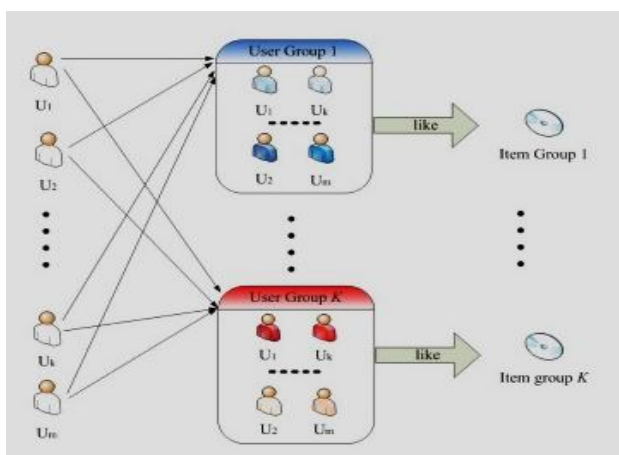 U1
U2
Uk
Um
User Group 1
U1 Uk
U2 Um
like
Item Group 1
User Group K
U1 Uk
U2 Um
like
Item group K